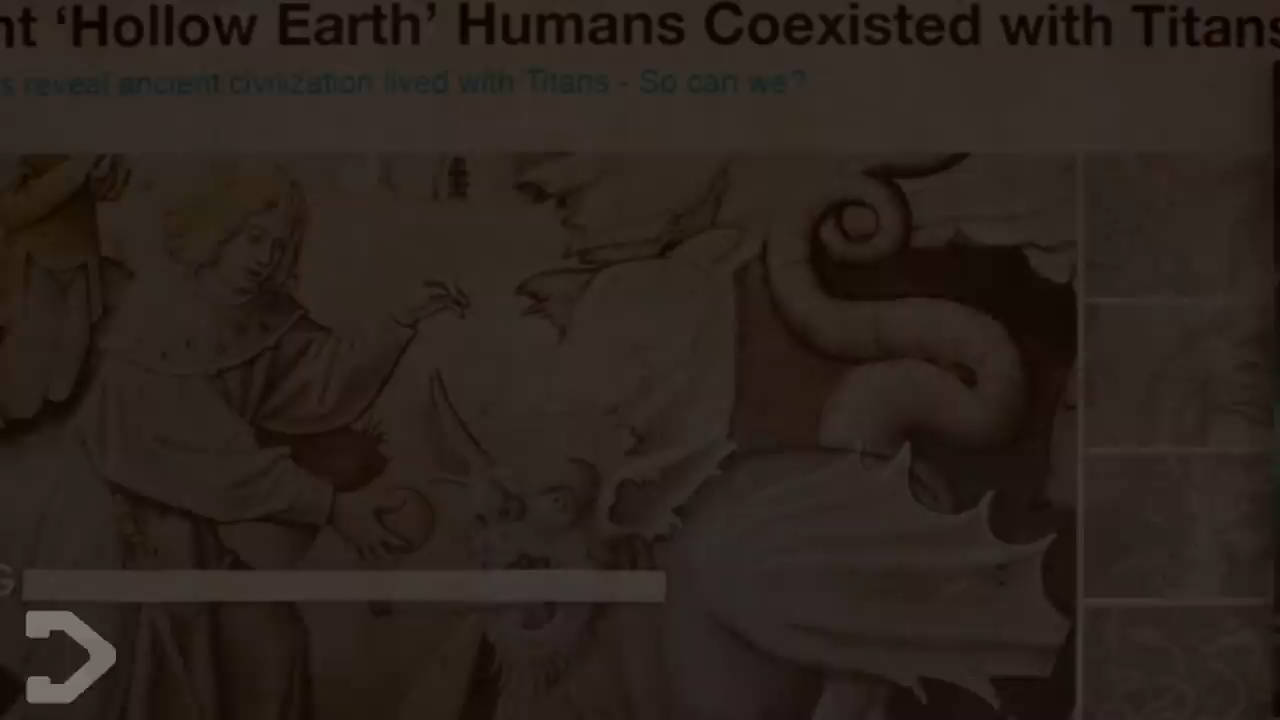 nt ‘Hollow Earth’ Humans Coexisted with Titans
s reveal ancient civilization lived with Titans - So can we?
G